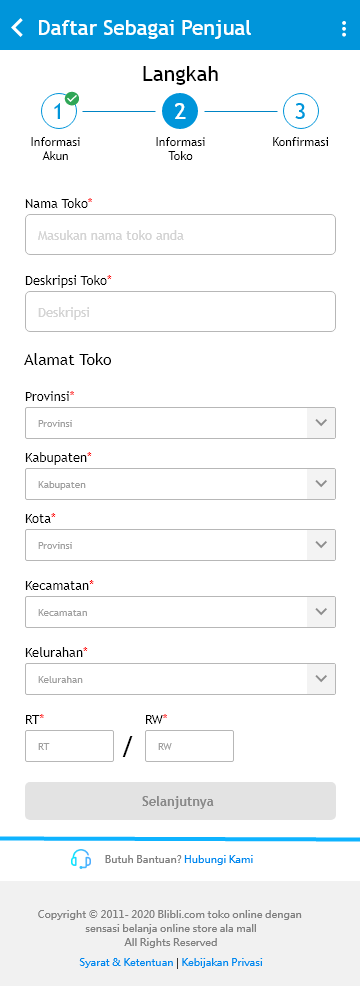 Daftar Sebagai Penjual
Langkah
1
2
3
Informasi
Akun
Informasi
Toko
Konfirmasi
Nama Toko*
Masukan nama toko anda
Deskripsi Toko*
Deskripsi
Alamat Toko
Provinsi*
Provinsi
Kabupaten*
Kabupaten
Kota*
Provinsi
Kecamatan*
Kecamatan
Kelurahan*
Kelurahan
RT* RW*
RT / RW
Selanjutnya
Butuh Bantuan? Hubungi Kami
Copyright © 2011- 2020 Blibli.com toko online dengan
sensasi belanja online store ala mall
All Rights Reserved
Syarat & Ketentuan | Kebijakan Privasi